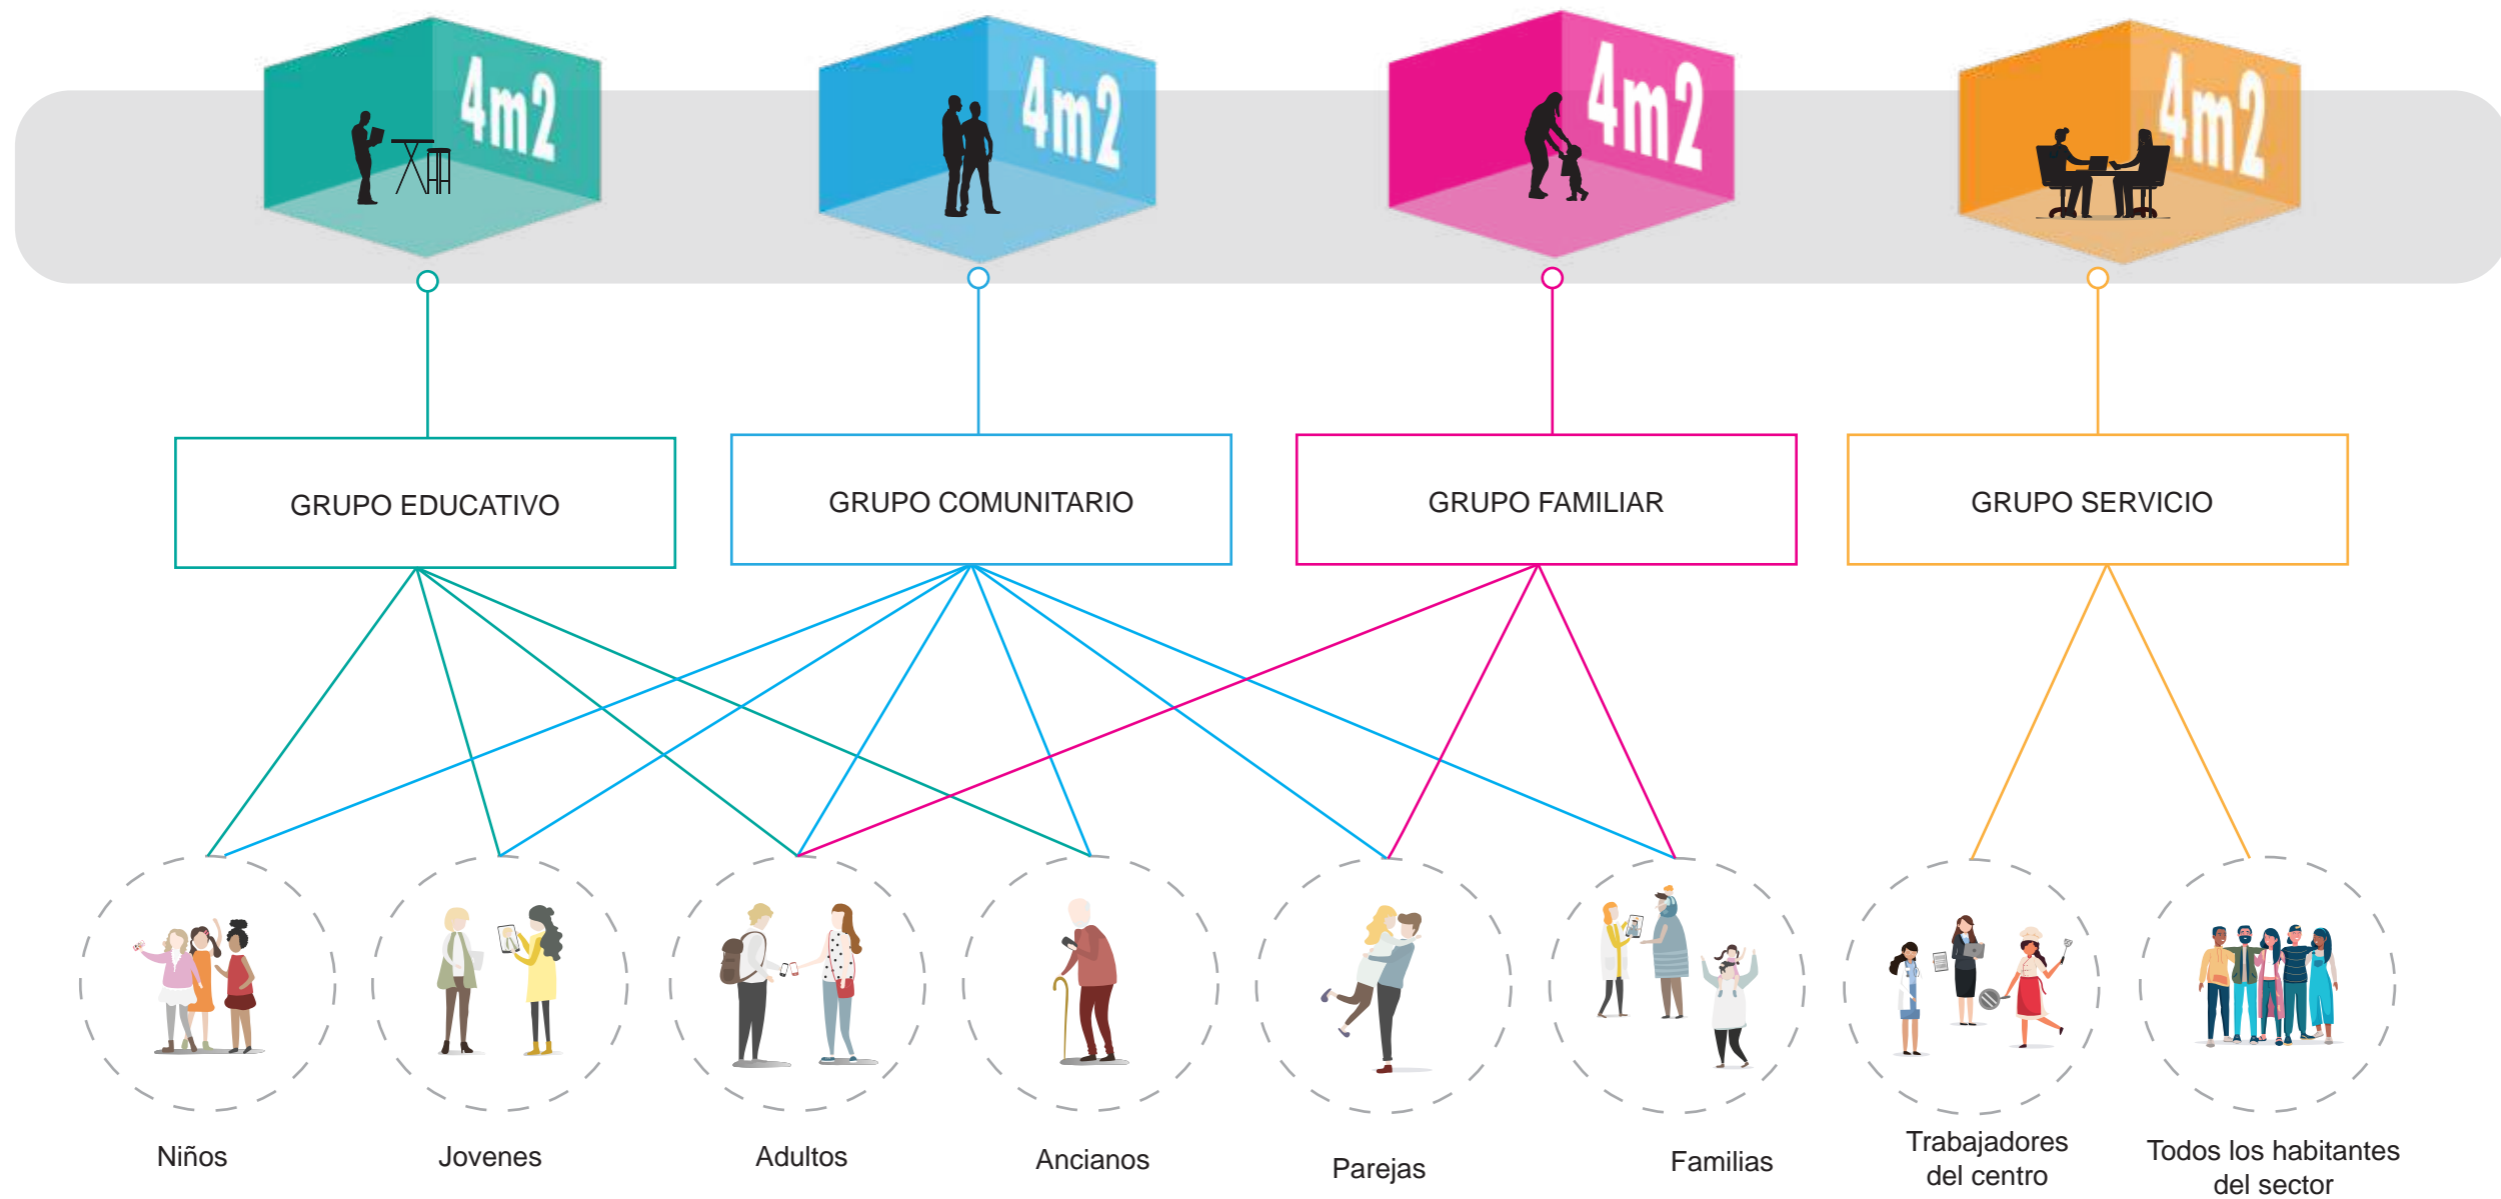 4m2
4m2
4m2
4m2
GRUPO EDUCATIVO
GRUPO COMUNITARIO
GRUPO FAMILIAR
GRUPO SERVICIO
Niños
Jovenes
Adultos
Ancianos
Parejas
Familias
Trabajadores
del centro
Todos los habitantes
del sector